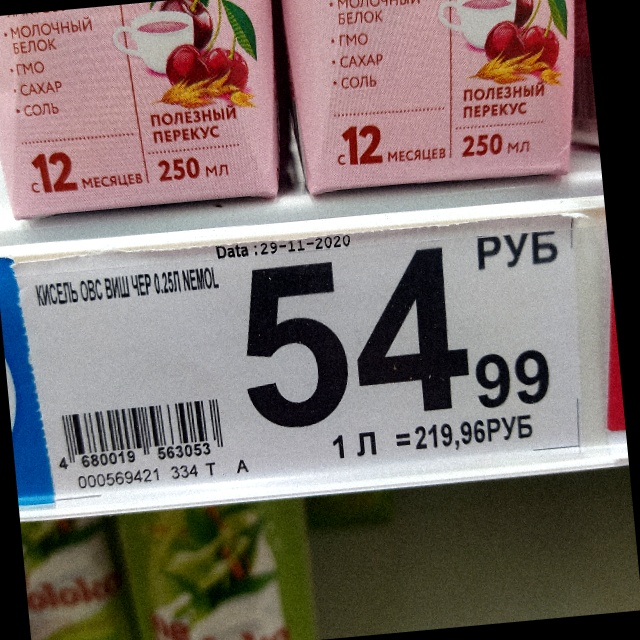 · МОЛОЧНЫЙ
БЕЛОК
· ГМО
· САХАР
· СОЛЬ
ПОЛЕЗНЫЙ
ПЕРЕКУС
с 12 МЕСЯЦЕВ
250 МЛ
МОЛОЧНЫЙ
БЕЛОК
· ГМО
· САХАР
· СОЛЬ
ПОЛЕЗНЫЙ
ПЕРЕКУС
с 12 МЕСЯЦЕВ
250 МЛ
Data :29-11-2020
КИСЕЛЬ ОВС ВИШ ЧЕР 0.25Л NEMOL
54 99 РУБ
1 Л =219,96РУБ
4 680019 563053
000569421 334 Т А